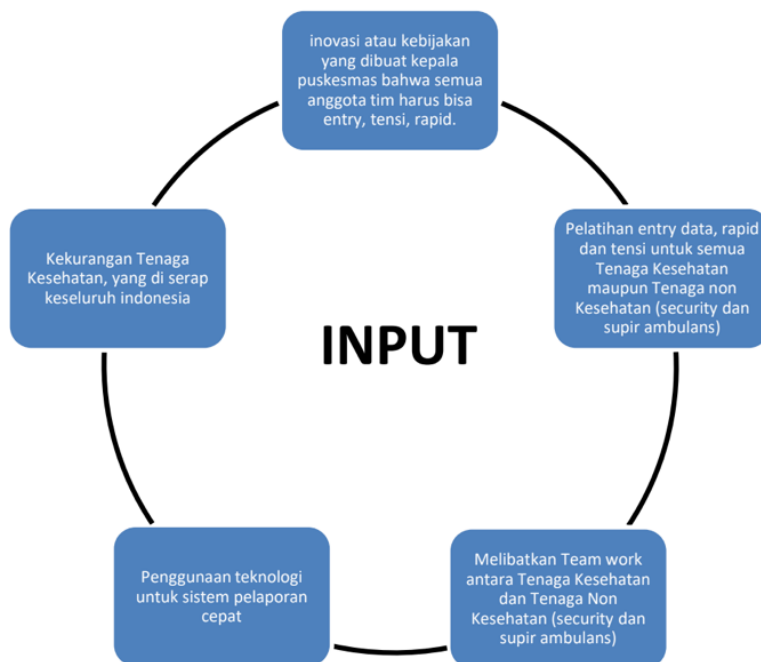 inovasi atau kebijakan
yang dibuat kepala
puskesmas bahwa semua
anggota tim harus bisa
entry, tensi, rapid.
Pelatihan entry data, rapid
dan tensi untuk semua
Tenaga Kesehatan
maupun Tenaga non
Kesehatan (security dan
supir ambulans)
Melibatkan Team work
antara Tenaga Kesehatan
dan Tenaga Non
Kesehatan (security dan
supir ambulans)
Penggunaan teknologi
untuk sistem pelaporan
cepat
Kekurangan Tenaga
Kesehatan, yang di serap
keseluruh indonesia
INPUT